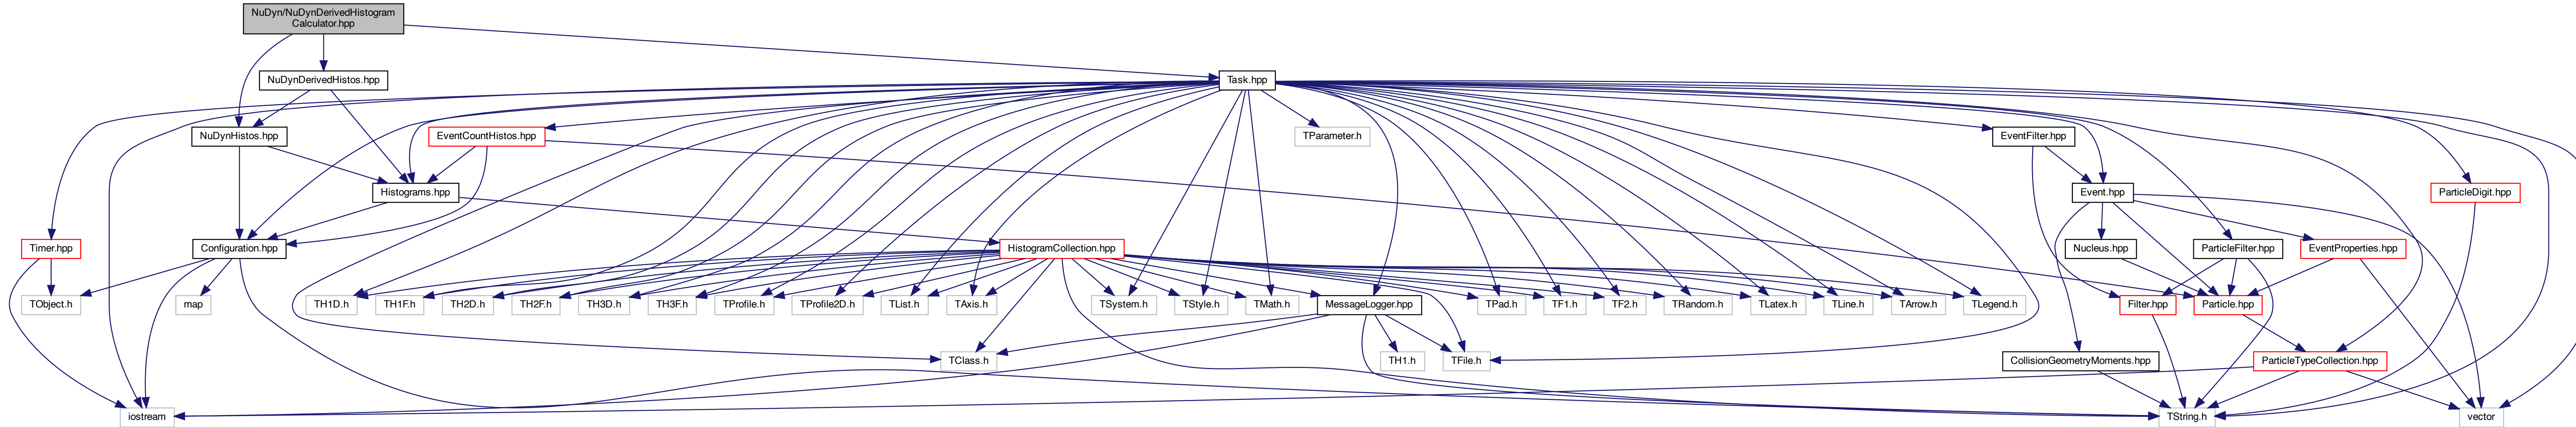 NuDyn/NuDynDerivedHistogram
Calculator.hpp
NuDynDerivedHistos.hpp
Task.hpp
NuDynHistos.hpp
EventCountHistos.hpp
TParameter.h
EventFilter.hpp
Histograms.hpp
Event.hpp
ParticleDigit.hpp
Timer.hpp
Configuration.hpp
HistogramCollection.hpp
Nucleus.hpp
ParticleFilter.hpp
EventProperties.hpp
TObject.h
map
TH1D.h
TH1F.h
TH2D.h
TH2F.h
TH3D.h
TH3F.h
TProfile.h
TProfile2D.h
TList.h
TAxis.h
TSystem.h
TStyle.h
TMath.h
MessageLogger.hpp
TPad.h
TF1.h
TF2.h
TRandom.h
TLatex.h
TLine.h
TArrow.h
TLegend.h
Filter.hpp
Particle.hpp
TClass.h
TH1.h
TFile.h
CollisionGeometryMoments.hpp
ParticleTypeCollection.hpp
iostream
TString.h
vector